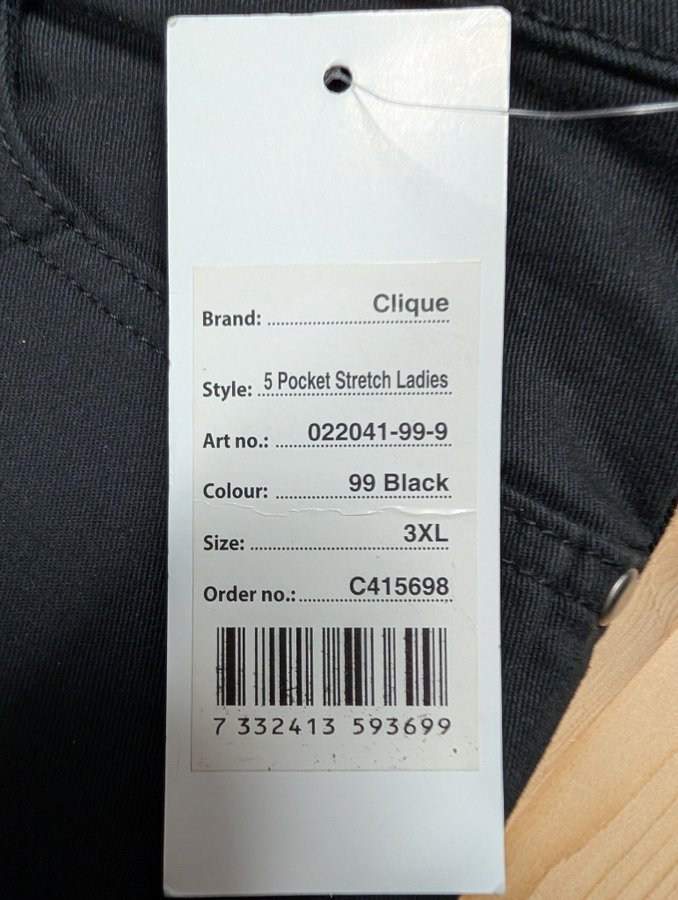 Brand: Clique
Style: 5 Pocket Stretch Ladies
Art no.: 022041-99-9
Colour: 99 Black
Size: 3XL
Order no.: C415698
7 332413 593699